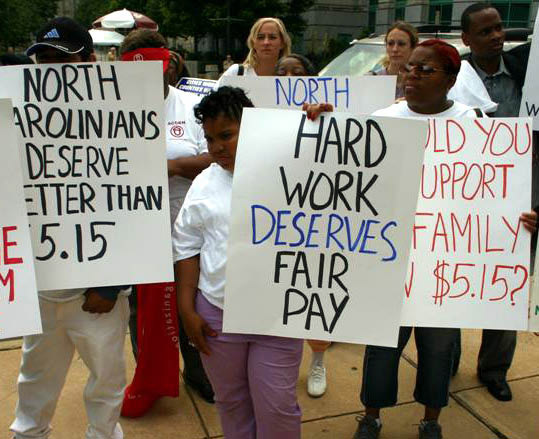 NORTH
AROLINIANS
DESERVE
ETTER THAN
5.15
NORTH
HARD
WORK
DESERVES
FAIR
PAY
ULD YOU
UPPORT
FAMILY
N $5.15?
E
M
W